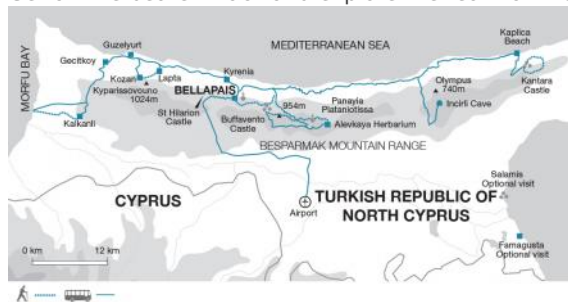 MEDITERRANEAN SEA
Kaplica
Beach
Guzelyurt
Gecitkoy
MORFU BAY
Kozan
Lapta
Kyrenia
Kyparissovouno
1024m
BELLAPAIS
Olympus
740m
Kantara
Castle
954m
Panayia
Platankiotissa
Incirli Cave
Kalkanli
St Hilarion
Castle
Buffavento
Castle
Alevkaya Herbarium
BESPARMAK MOUNTAIN RANGE
CYPRUS
TURKISH REPUBLIC OF
NORTH CYPRUS
Salamis
Optional visit
Airport
0 km
12 km
Famagusta
Optional visit